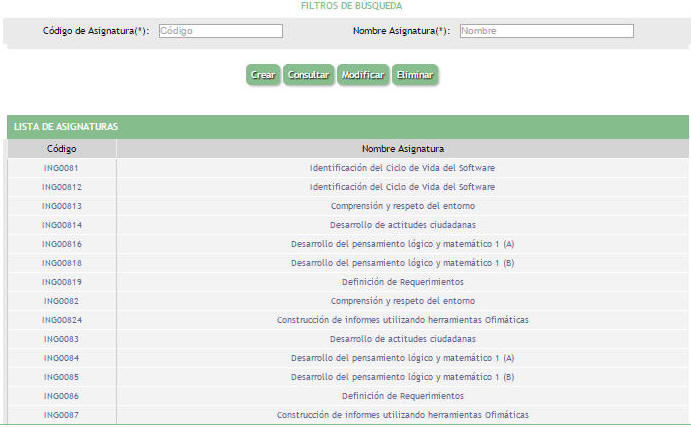 FILTROS DE BÚSQUEDA
Código de Asignatura(*): Código Nombre Asignatura(*): Nombre
Crear Consultar Modificar Eliminar
LISTA DE ASIGNATURAS
Código Nombre Asignatura
ING0081 Identificación del Ciclo de Vida del Software
ING00812 Identificación del Ciclo de Vida del Software
ING00813 Comprensión y respeto del entorno
ING00814 Desarrollo de actitudes ciudadanas
ING00816 Desarrollo del pensamiento lógico y matemático 1 (A)
ING00818 Desarrollo del pensamiento lógico y matemático 1 (B)
ING00819 Definición de Requerimientos
ING0082 Comprensión y respeto del entorno
ING00824 Construcción de informes utilizando herramientas Ofimáticas
ING0083 Desarrollo de actitudes ciudadanas
ING0084 Desarrollo del pensamiento lógico y matemático 1 (A)
ING0085 Desarrollo del pensamiento lógico y matemático 1 (B)
ING0086 Definición de Requerimientos
ING0087 Construcción de informes utilizando herramientas Ofimáticas